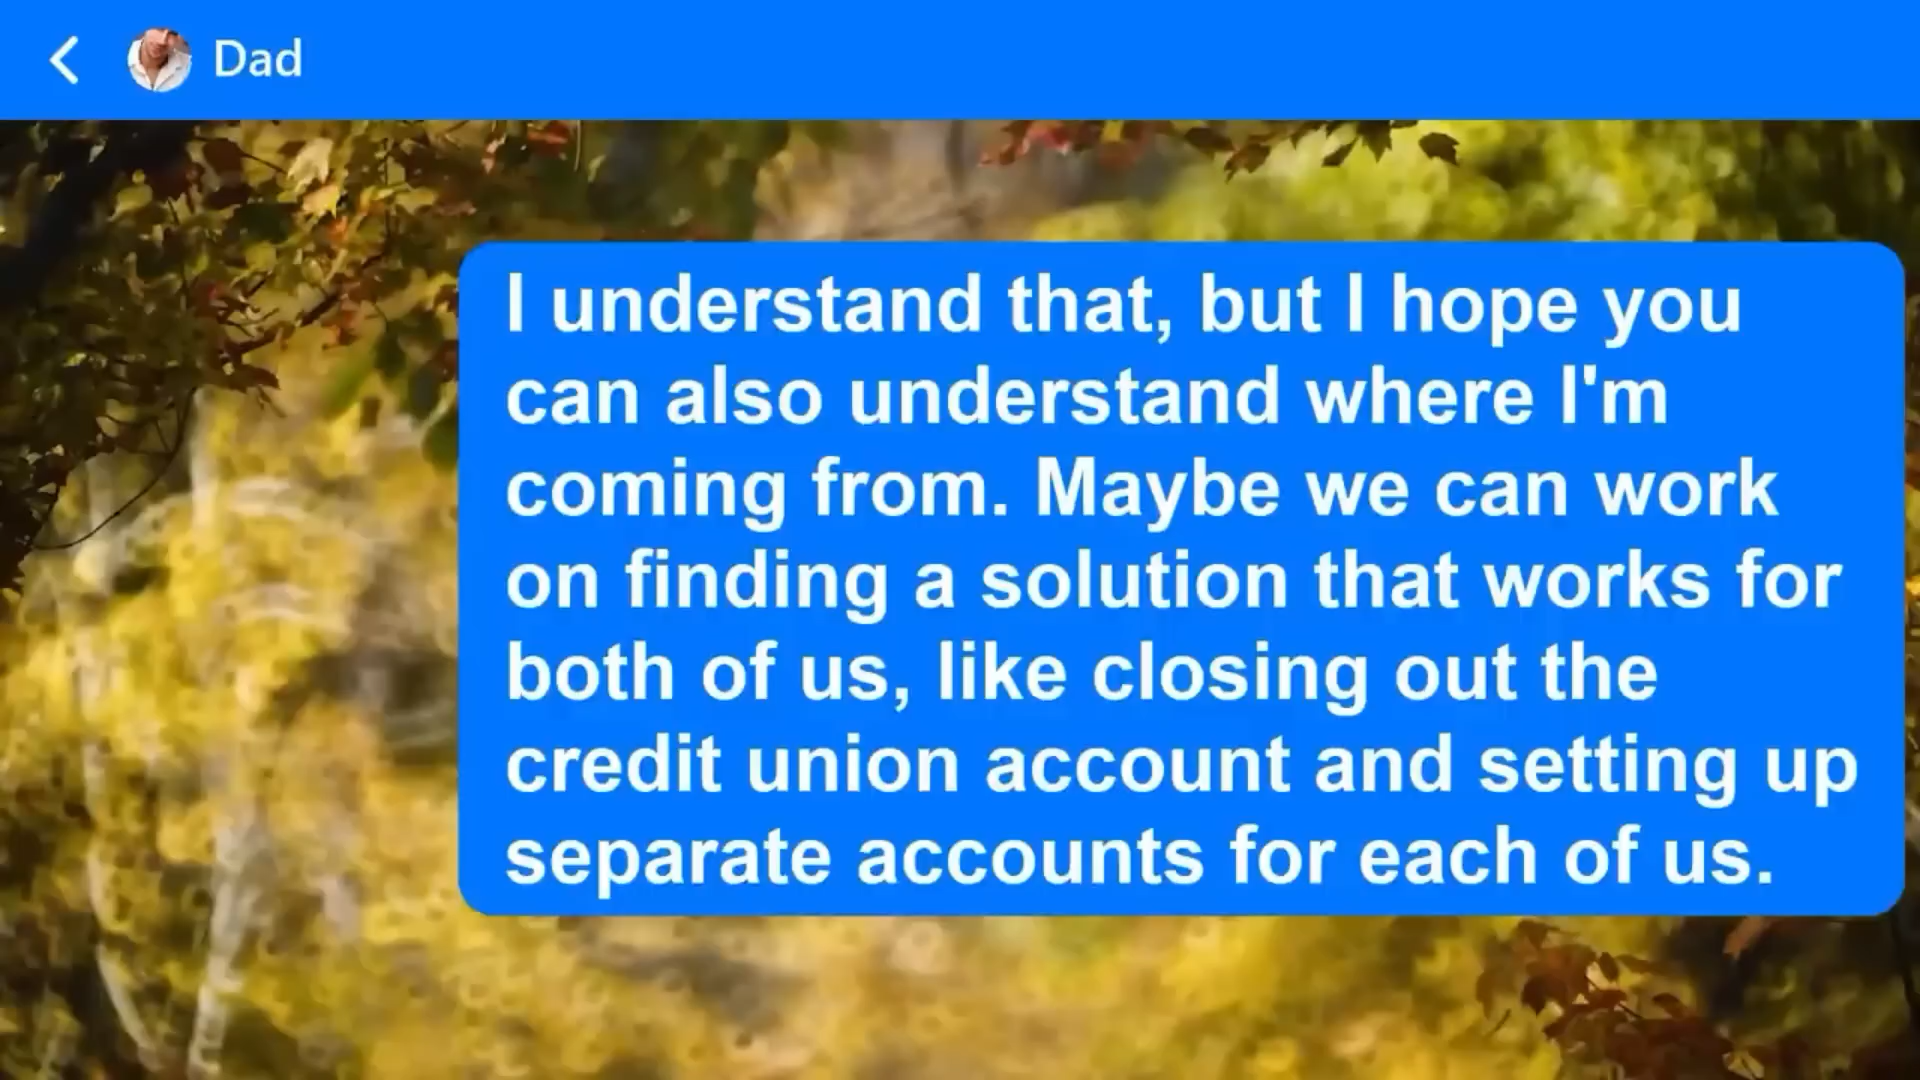 Dad
I understand that, but I hope you
can also understand where I'm
coming from. Maybe we can work
on finding a solution that works for
both of us, like closing out the
credit union account and setting up
separate accounts for each of us.